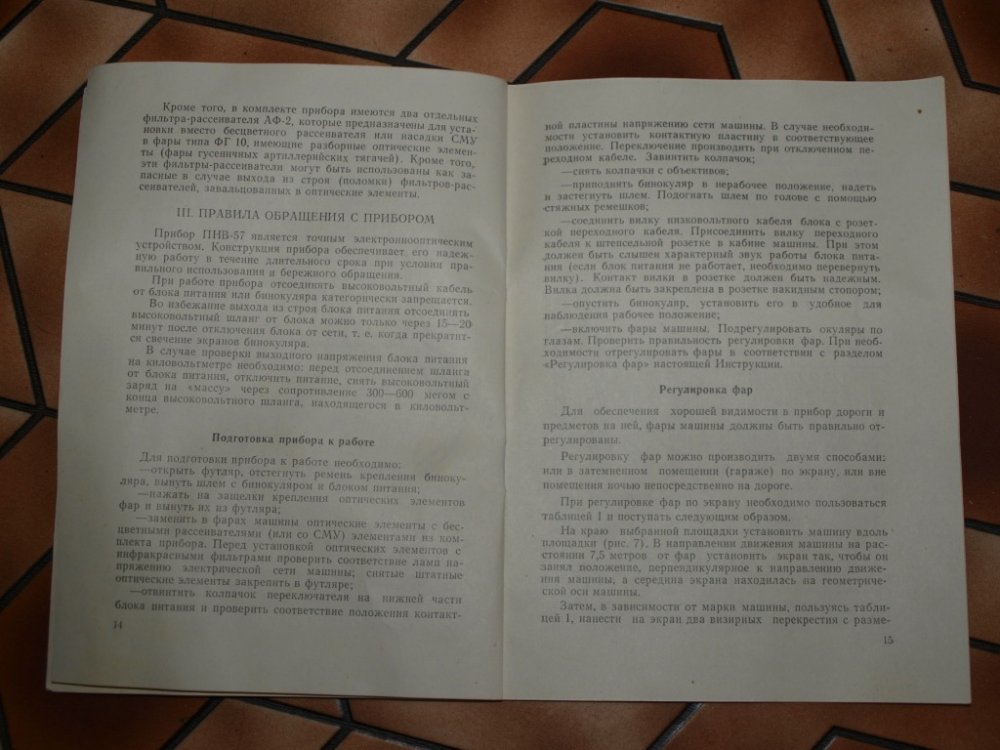 Кроме того, в комплекте прибора имеются два отдельных
фильтра-рассеивателя АФ-2, которые предназначены для уста-
новки вместо бесцветного рассеивателя или насадки СМУ
в фары типа ФГ 10, имеющие разборные оптические элемен-
ты (фары гусеничных артиллерийских тягачей). Кроме того,
эти фильтры-рассеиватели могут быть использованы как за-
пасные в случае выхода из строя (поломки) фильтров-рас-
сеивателей, завальцованных в оптические элементы.
III. ПРАВИЛА ОБРАЩЕНИЯ С ПРИБОРОМ
Прибор ПНВ-57 является точным электроннооптическим
устройством. Конструкция прибора обеспечивает его надеж-
ную работу в течение длительного срока при условии пра-
вильного использования и бережного обращения.
При работе прибора отсоединять высоковольтный кабель
от блока питания или бинокуляра категорически запрещается.
Во избежание выхода из строя блока питания отсоединять
высоковольтный шланг от блока можно только через 15—20
минут после отключения блока от сети, т. е. когда прекратит-
ся свечение экранов бинокуляра.
В случае проверки выходного напряжения блока питания
на киловольтметре необходимо: перед отсоединением шланга
от блока питания, отключить питание, снять высоковольтный
заряд на «массу» через сопротивление 300—600 мегом с
конца высоковольтного шланга, находящегося в киловольт-
метре.
Подготовка прибора к работе
Для подготовки прибора к работе необходимо:
—открыть футляр, отстегнуть ремень крепления биноку-
ляра, вынуть шлем с бинокуляром и блоком питания;
—нажать на защелки крепления оптических элементов
фар и вынуть их из футляра;
—заменить в фарах машины оптические элементы с бес-
цветными рассеивателями (или со СМУ) элементами из ком-
плекта прибора. Перед установкой оптических элементов с
инфракрасными фильтрами проверить соответствие ламп на-
пряжению электрической сети машины; снятые штатные
оптические элементы закрепить в футляре;
—отвинтить колпачок переключателя на нижней части
блока питания и проверить соответствие положения контакт-
14
ной пластины напряжению сети машины. В случае необходи-
мости установить контактную пластину в соответствующее
положение. Переключение производить при отключенном пе-
реходном кабеле. Завинтить колпачок;
—снять колпачки с объективов;
—приподнять бинокуляр в нерабочее положение, надеть
и застегнуть шлем. Подогнать шлем по голове с помощью
стяжных ремешков;
—соединить вилку низковольтного кабеля блока с розет-
кой переходного кабеля. Присоединить вилку переходного
кабеля к штепсельной розетке в кабине машины. При этом
должен быть слышен характерный звук работы блока пита-
ния (если блок питания не работает, необходимо перевернуть
вилку). Контакт вилки в розетке должен быть надежным.
Вилка должна быть закреплена в розетке накидным стопором;
—опустить бинокуляр, установить его в удобное для
наблюдения рабочее положение;
—включить фары машины. Подрегулировать окуляры по
глазам. Проверить правильность регулировки фар. При необ-
ходимости отрегулировать фары в соответствии с разделом
«Регулировка фар» настоящей Инструкции.
Регулировка фар
Для обеспечения хорошей видимости в прибор дороги и
предметов на ней, фары машины должны быть правильно от-
регулированы.
Регулировку фар можно производить двумя способами:
или в затемненном помещении (гараже) по экрану, или вне
помещения ночью непосредственно на дороге.
При регулировке фар по экрану необходимо пользоваться
таблицей 1 и поступать следующим образом.
На краю выбранной площадки установить машину вдоль
площадки (рис. 7). В направлении движения машины на рас-
стоянии 7,5 метров от фар установить экран так, чтобы он
занял положение, перпендикулярное к направлению движе-
ния машины, а середина экрана находилась на геометриче-
ской оси машины.
Затем, в зависимости от марки машины, пользуясь табли-
цей 1, нанести на экран два визирных перекрестия с разме-
15